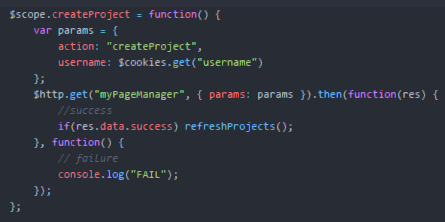 $scope.createProject = function() {
    var params = {
        action: "createProject",
        username: $cookies.get("username")
    };
    $http.get("myPageManager", { params: params }).then(function(res) {
        //success
        if(res.data.success) refreshProjects();
    }, function() {
        // failure
        console.log("FAIL");
    });
};